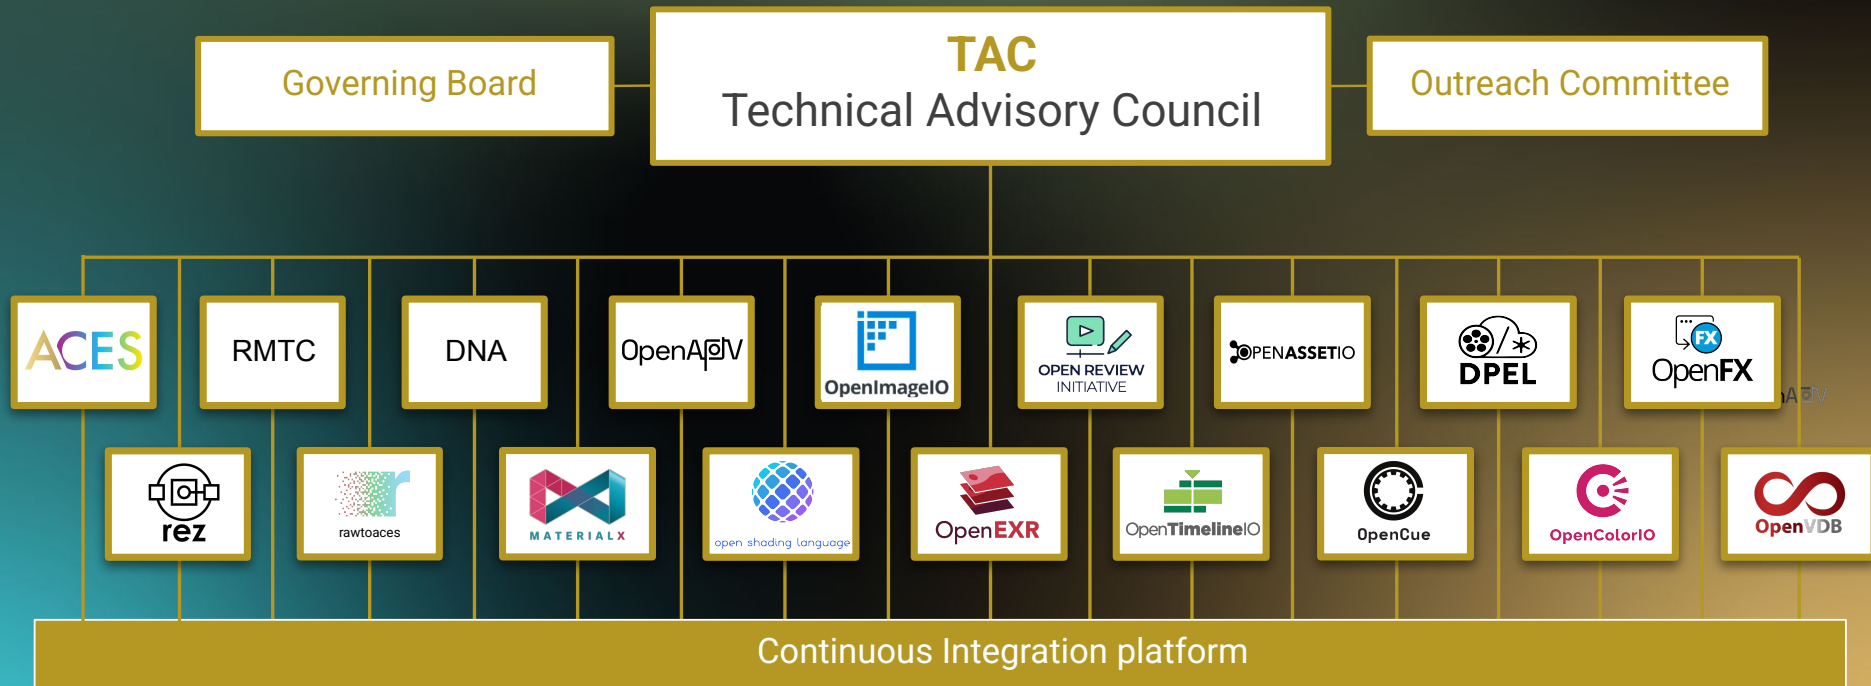 Governing Board
TAC
Technical Advisory Council
Outreach Committee
ACES
RMTC
DNA
OpenAPV
OpenImageIO
OPEN REVIEW
INITIATIVE
OPENASSETIO
DPEL
FX
OpenFX
rez
rawtoaces
MATERIALX
open shading language
OpenEXR
OpenTimelineIO
OpenCue
OpenColorIO
OpenVDB
Continuous Integration platform